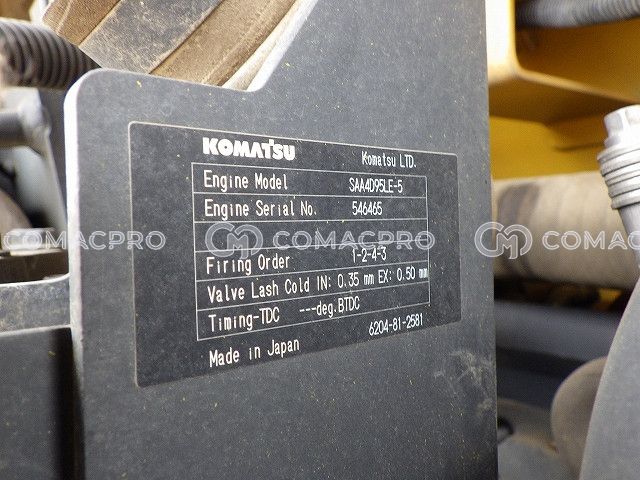 KOMATSU Komatsu LTD.
Engine Model SAA4D95LE-5
Engine Serial No. 546465
COMACPRO COMACPRO COMACPRO
Firing Order 1-2-4-3
Valve Lash Cold IN: 0.35 mm EX: 0.50 mm
Timing-TDC ---deg.BTDC
6204-81-2581
Made in Japan